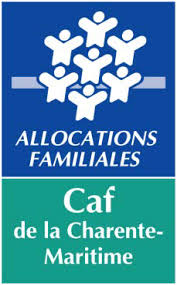 ALLOCATIONS
FAMILIALES
Caf
de la Charente-
Maritime